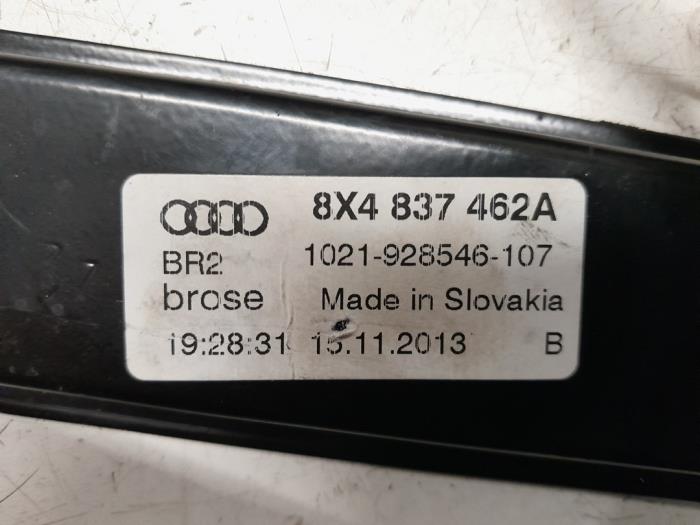 8X4 837 462A
BR2 1021-928546-107
brose Made in Slovakia
19:28:31 15.11.2013 B